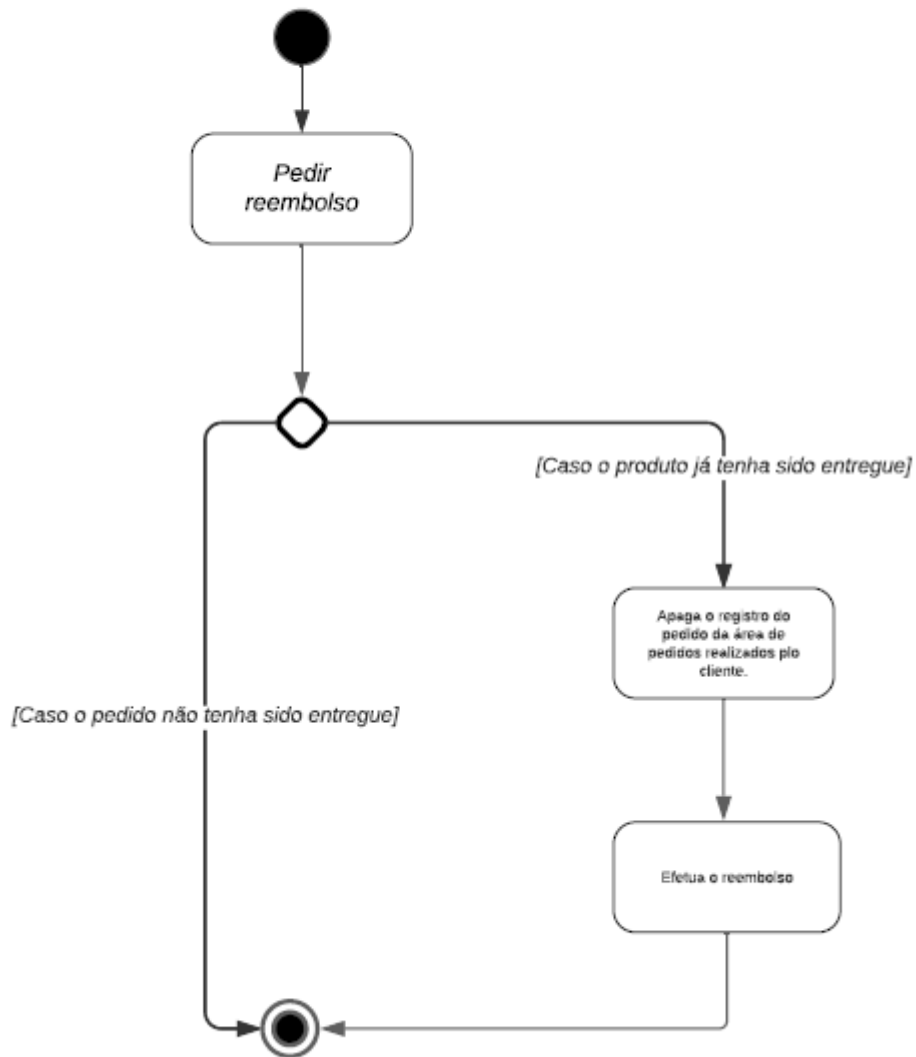 Pedir
reembolso
[Caso o produto já tenha sido entregue]
Apaga o registro do
pedido da área de
pedidos realizados plo
cliente.
[Caso o pedido não tenha sido entregue]
Efetua o reembolso